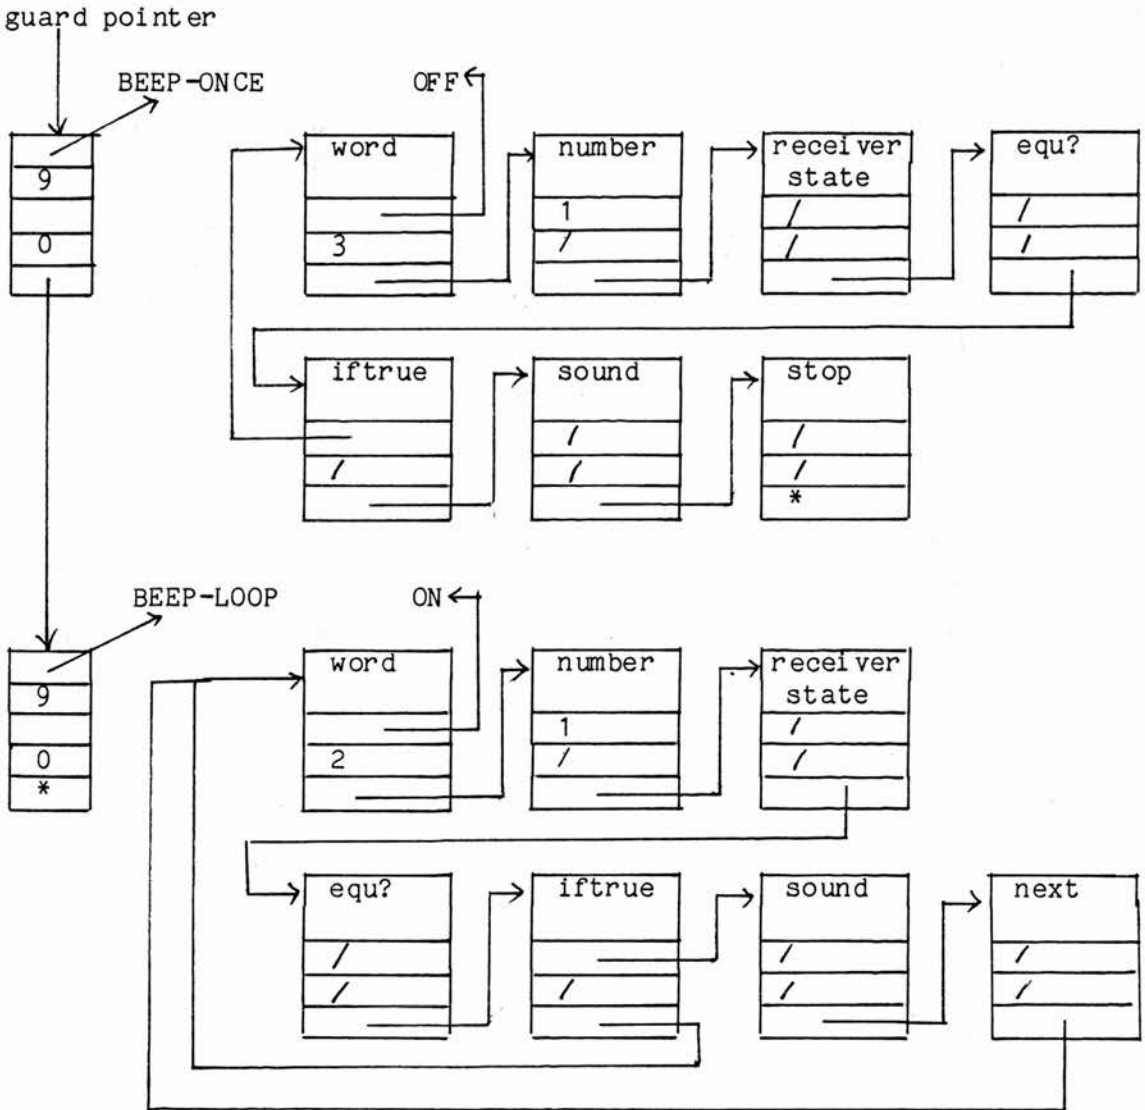 guard pointer
BEEP-ONCE
OFF
word
number
receiver
state
equ?
9
1
/
/
0
3
/
/
/
iftrue
sound
stop
/
/
/
/
/
*
BEEP-LOOP
ON
word
number
receiver
state
9
1
/
0
2
/
/
*
equ?
iftrue
sound
next
/
/
/
/
/
/
/
/